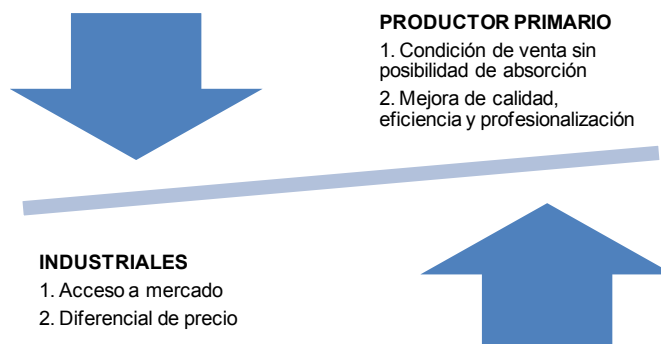 PRODUCTOR PRIMARIO
1. Condición de venta sin
posibilidad de absorción
2. Mejora de calidad,
eficiencia y profesionalización
INDUSTRIALES
1. Acceso a mercado
2. Diferencial de precio